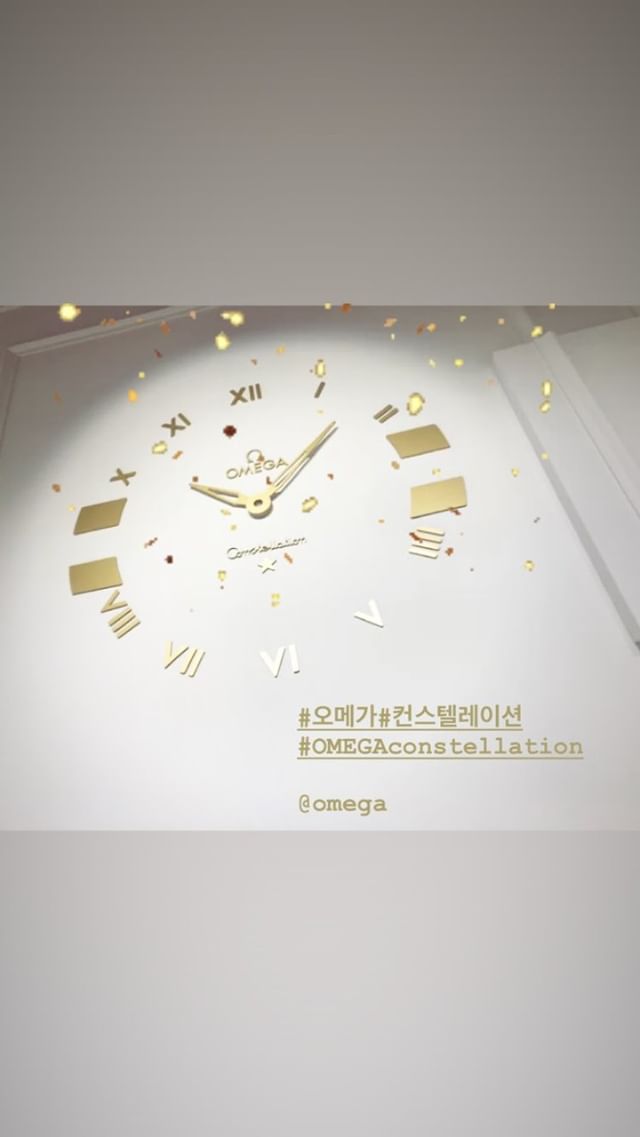 XII
I
II
XI
X
OMEGA
Constellation
IIII
VIII
V
VII
VI
#오메가#컨스텔레이션
#OMEGAconstellation
@omega